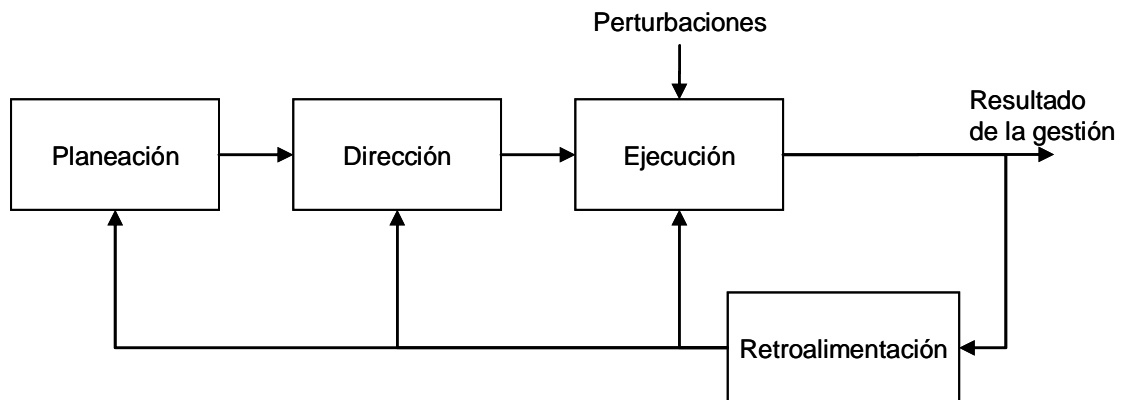 Perturbaciones
Resultado
de la gestión
Planeación
Dirección
Ejecución
Retroalimentación